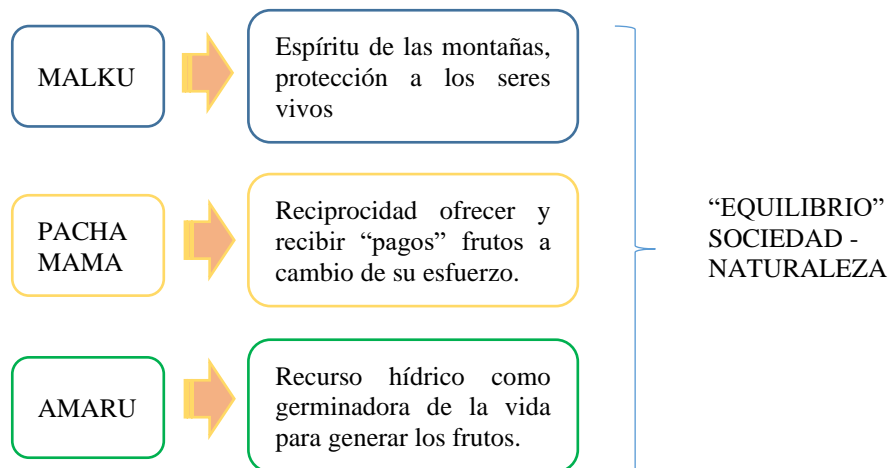 MALKU
Espíritu de las montañas,
protección a los seres
vivos
PACHA
MAMA
Reciprocidad ofrecer y
recibir “pagos” frutos a
cambio de su esfuerzo.
AMARU
Recurso hídrico como
germinadora de la vida
para generar los frutos.
“EQUILIBRIO”
SOCIEDAD -
NATURALEZA